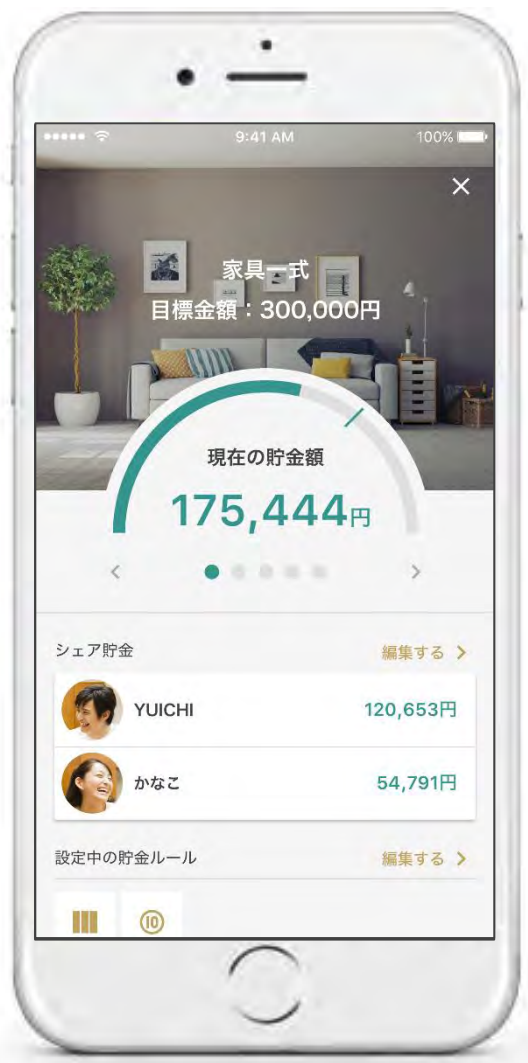 9:41 AM
100%
家具一式
目標金額：300,000円
現在の貯金額
175,444円
シェア貯金
編集する
YUICHI
120,653円
かなこ
54,791円
設定中の貯金ルール
編集する
10